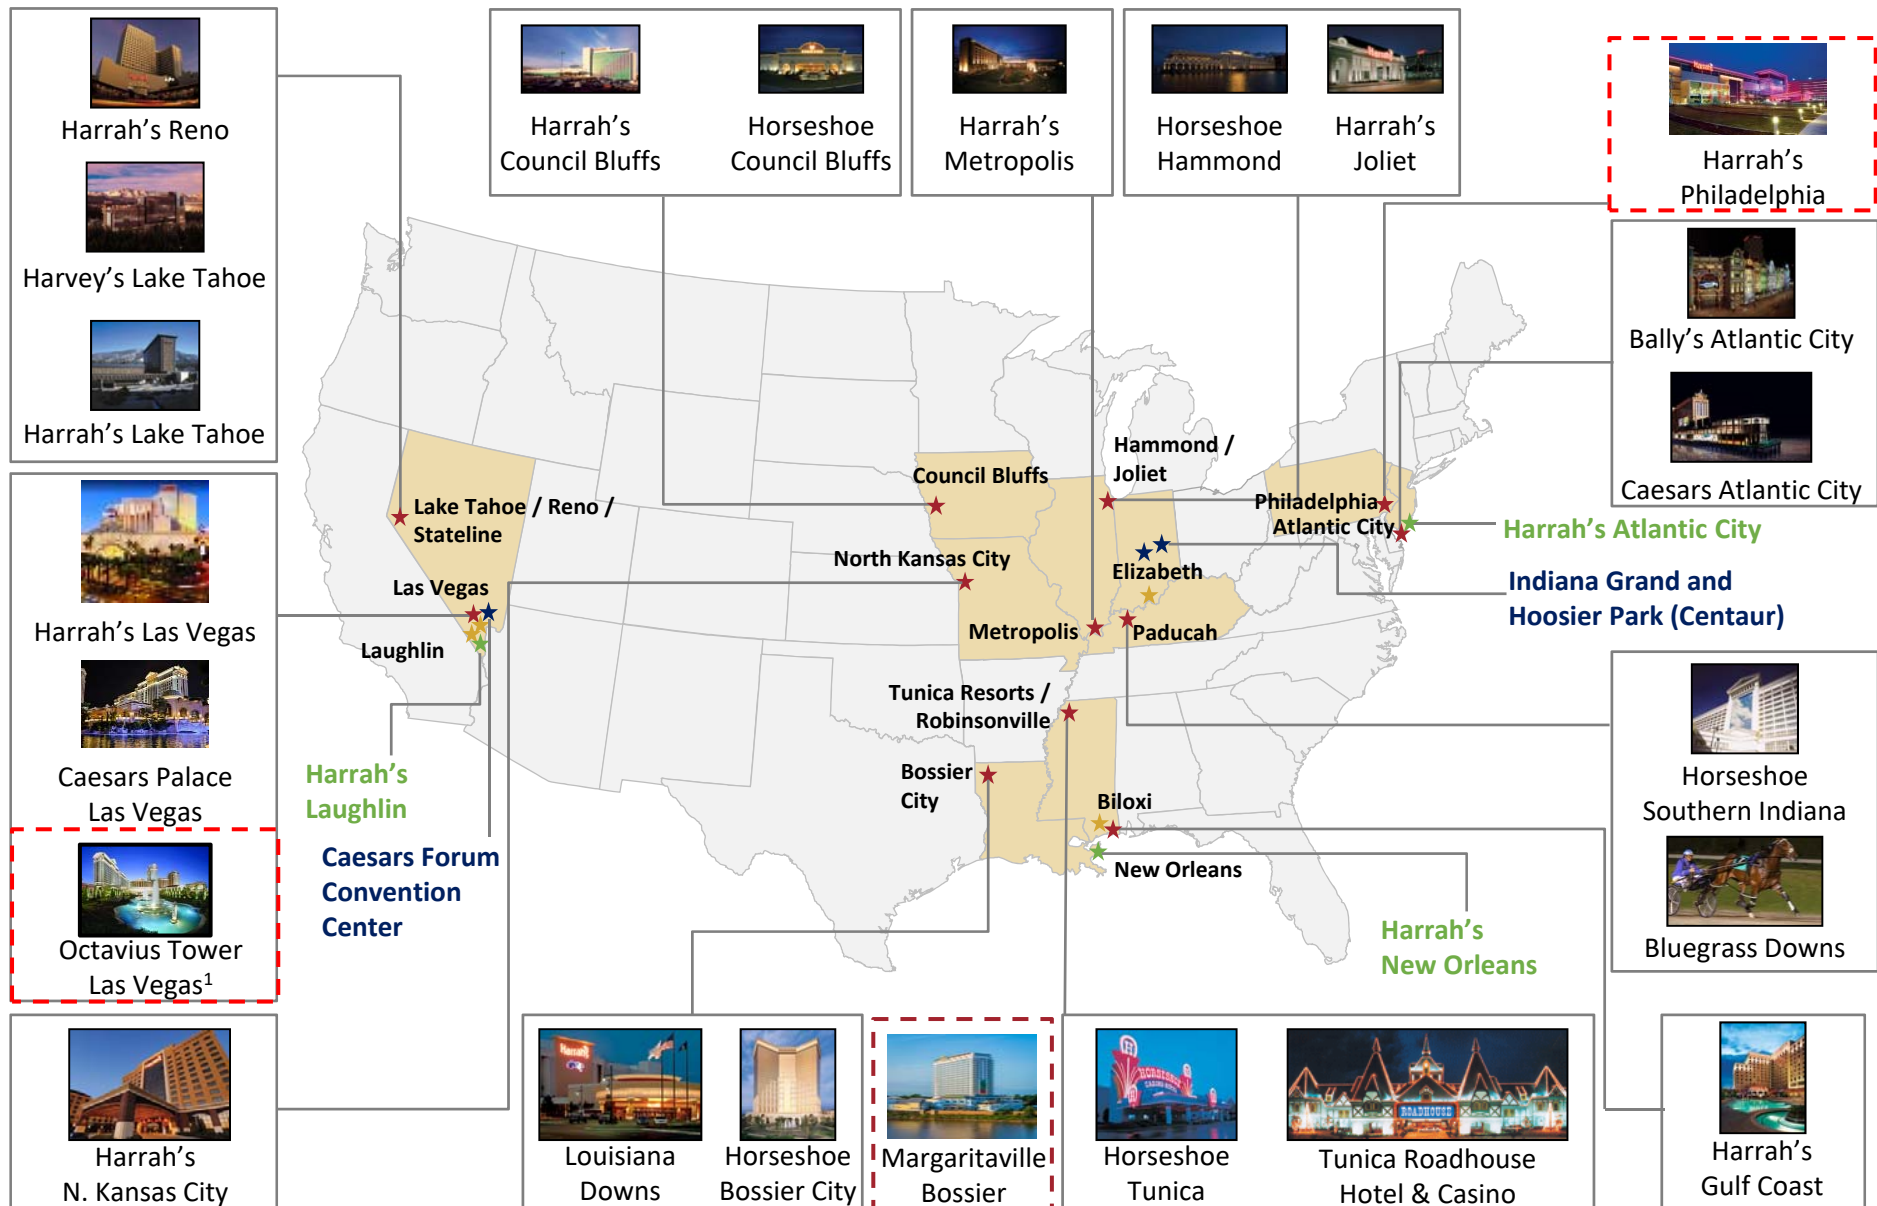 Harrah's Reno
Harvey's Lake Tahoe
Harrah's Lake Tahoe
Harrah's
Council Bluffs
Horseshoe
Council Bluffs
Harrah's
Metropolis
Horseshoe
Hammond
Harrah's
Joliet
Harrah's
Philadelphia
Bally's Atlantic City
Caesars Atlantic City
Harrah's Las Vegas
Caesars Palace
Las Vegas
Octavius Tower
Las Vegas1
Lake Tahoe / Reno /
Stateline
Las Vegas
Laughlin
Council Bluffs
North Kansas City
Hammond /
Joliet
Elizabeth
Metropolis
Paducah
Philadelphia
Atlantic City
Tunica Resorts /
Robinsonville
Bossier
City
Biloxi
New Orleans
Harrah's Atlantic City
Indiana Grand and
Hoosier Park (Centaur)
Harrah's
Laughlin
Caesars Forum
Convention
Center
Harrah's
New Orleans
Horseshoe
Southern Indiana
Bluegrass Downs
Harrah's
N. Kansas City
Harrah's
Louisiana
Downs
Horseshoe
Bossier City
Margaritaville
Bossier
HORSESHOE
Horseshoe
Tunica
ROADHOUSE
Tunica Roadhouse
Hotel & Casino
Harrah's
Gulf Coast